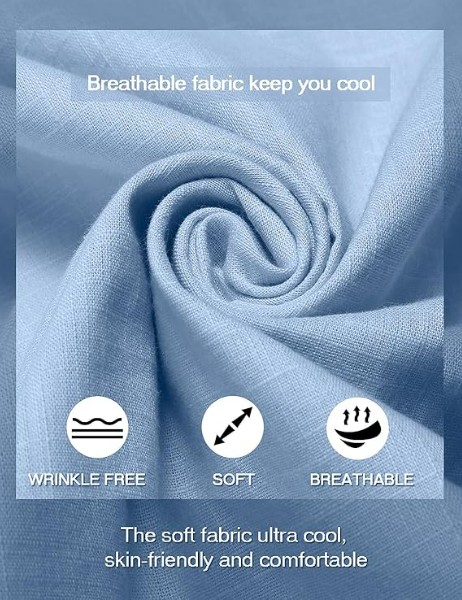 Breathable fabric keep you cool
WRINKLE FREE SOFT BREATHABLE
The soft fabric ultra cool,
skin-friendly and comfortable